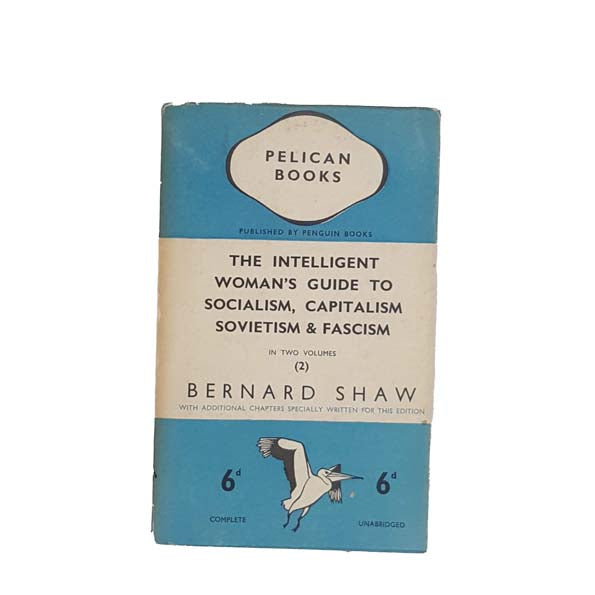 PELICAN
BOOKS
PUBLISHED BY PENGUIN BOOKS
THE INTELLIGENT
WOMAN'S GUIDE TO
SOCIALISM, CAPITALISM
SOVIETISM & FASCISM
IN TWO VOLUMES
(2)
BERNARD SHAW
WITH ADDITIONAL CHAPTERS SPECIALLY WRITTEN FOR THIS EDITION
6d 6d
COMPLETE UNABRIDGED